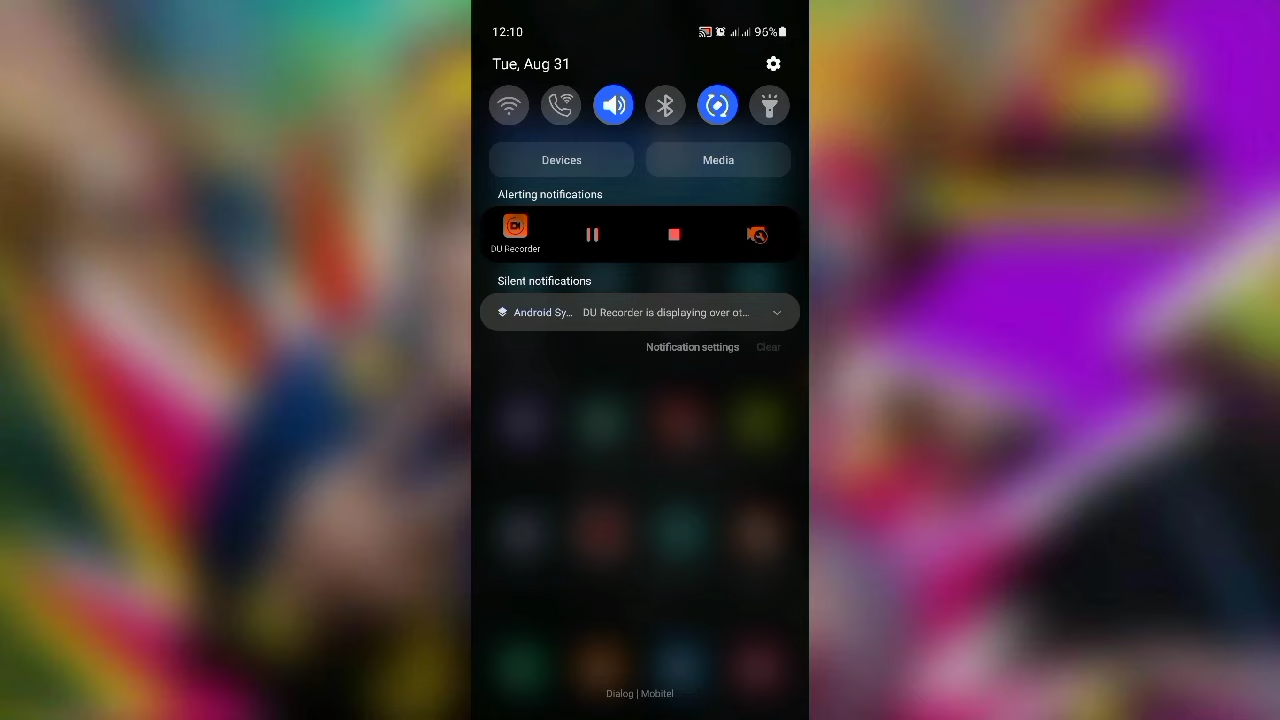 12:10
96%
Tue, Aug 31
Devices
Media
Alerting notifications
DU Recorder
Silent notifications
Android Sy... DU Recorder is displaying over ot...
Notification settings
Clear
Dialog | Mobitel